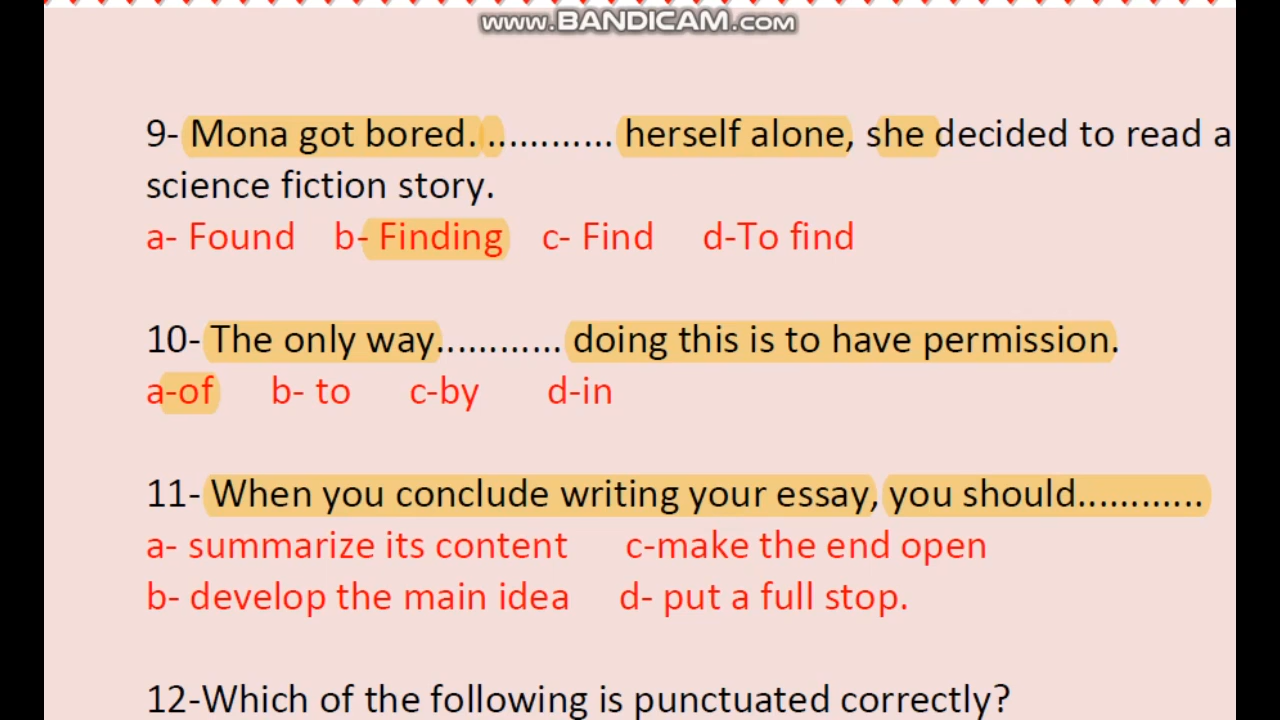 www.BANDICAM.com
9- Mona got bored. ............ herself alone, she decided to read a
science fiction story.
a- Found b- Finding c- Find d-To find
10- The only way............ doing this is to have permission.
a-of b- to c-by d-in
11- When you conclude writing your essay, you should............
a- summarize its content c-make the end open
b- develop the main idea d- put a full stop.
12-Which of the following is punctuated correctly?